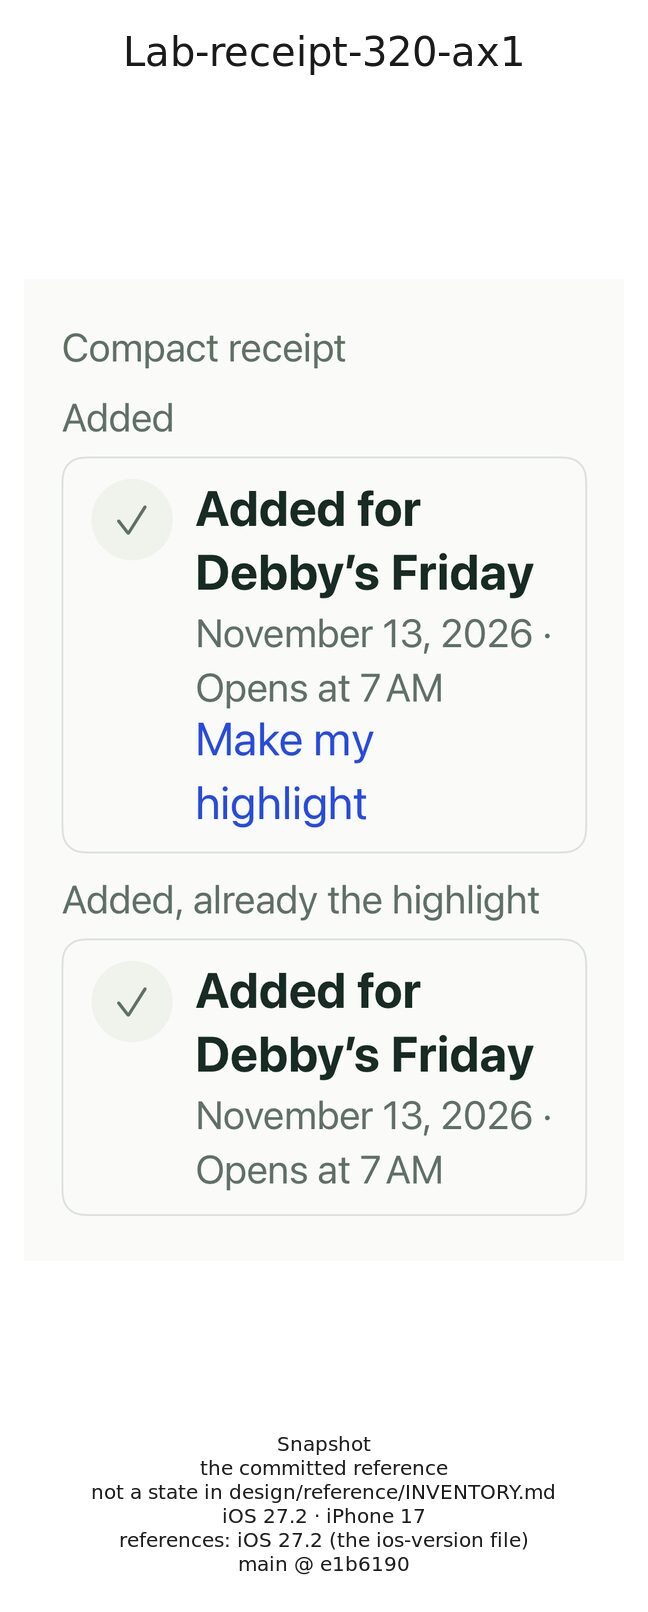 Lab-receipt-320-ax1
Compact receipt
Added
Added for
Debby’s Friday
November 13, 2026 ·
Opens at 7 AM
Make my
highlight
Added, already the highlight
Added for
Debby’s Friday
November 13, 2026 ·
Opens at 7 AM
Snapshot
the committed reference
not a state in design/reference/INVENTORY.md
iOS 27.2 · iPhone 17
references: iOS 27.2 (the ios-version file)
main @ e1b6190